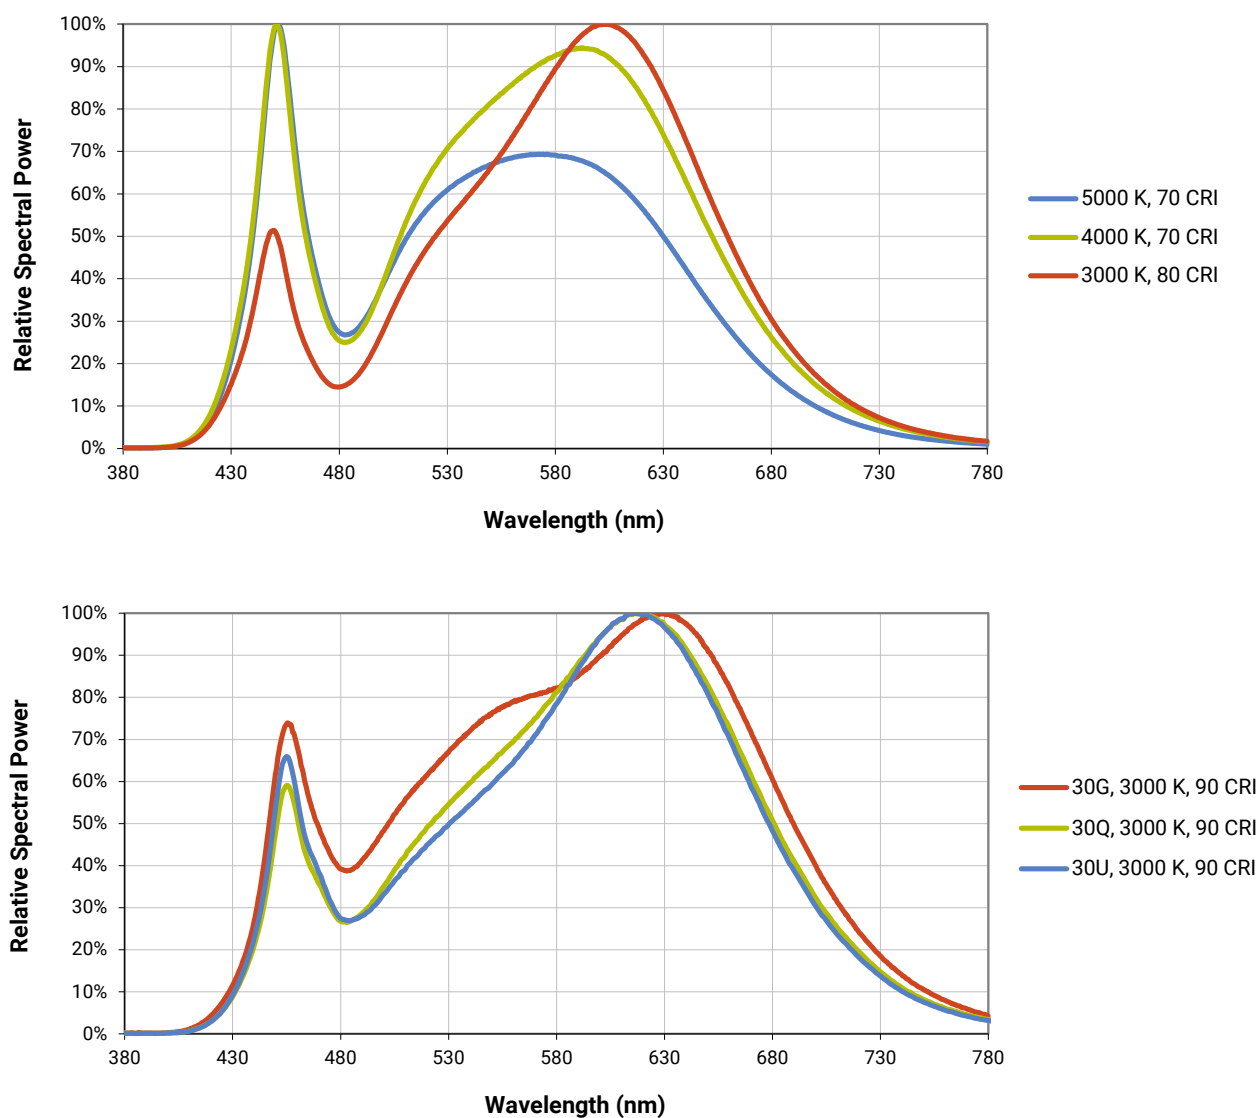 100%
90%
80%
70%
60%
50%
40%
30%
20%
10%
0%
Relative Spectral Power
380 430 480 530 580 630 680 730 780
Wavelength (nm)
5000 K, 70 CRI
4000 K, 70 CRI
3000 K, 80 CRI
100%
90%
80%
70%
60%
50%
40%
30%
20%
10%
0%
Relative Spectral Power
380 430 480 530 580 630 680 730 780
Wavelength (nm)
30G, 3000 K, 90 CRI
30Q, 3000 K, 90 CRI
30U, 3000 K, 90 CRI